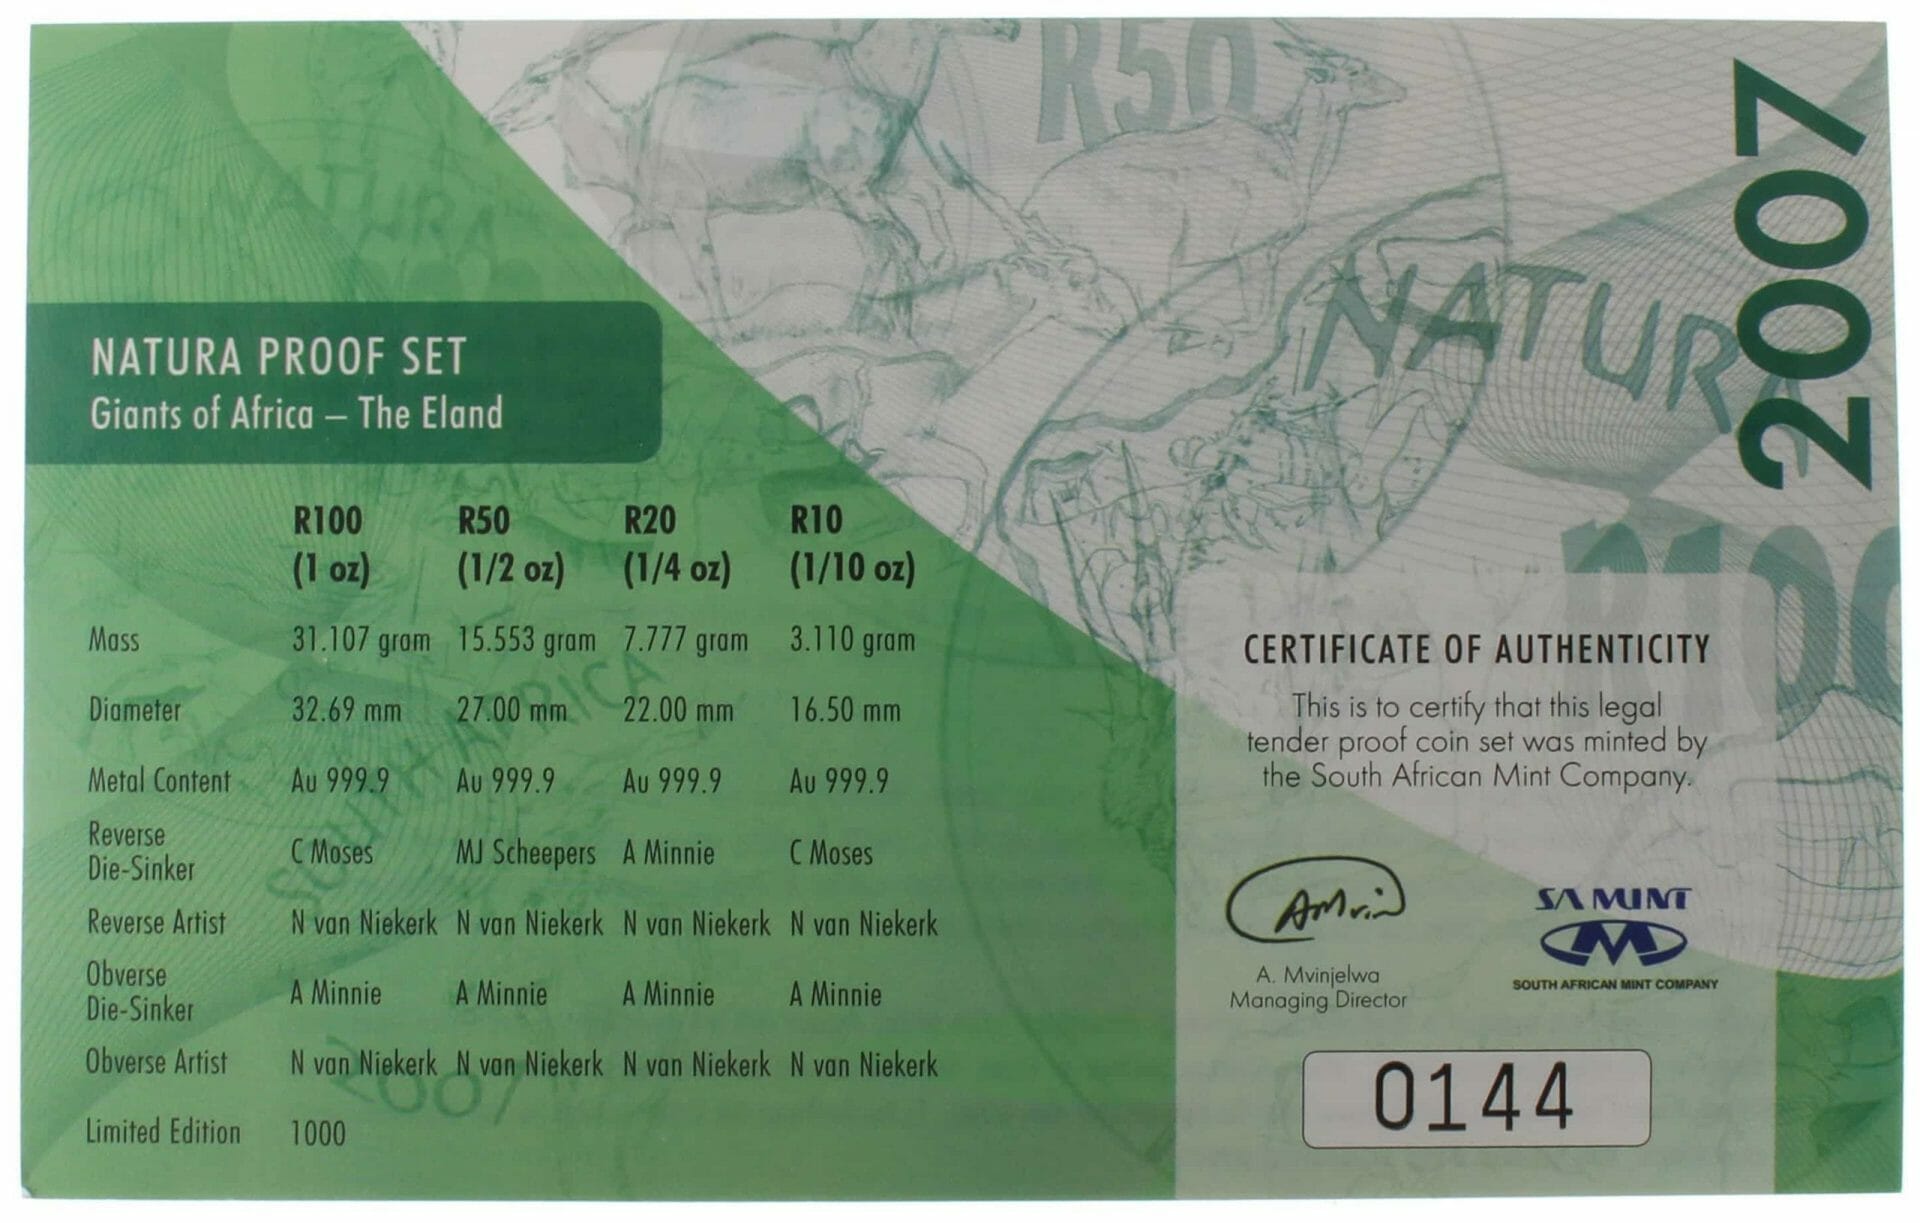 R50
NATURA
2007
NATURA
NATURA PROOF SET
Giants of Africa – The Eland
R100 R50 R20 R10
(1 oz) (1/2 oz) (1/4 oz) (1/10 oz)
Mass 31.107 gram 15.553 gram 7.777 gram 3.110 gram
Diameter 32.69 mm 27.00 mm 22.00 mm 16.50 mm
Metal Content Au 999.9 Au 999.9 Au 999.9 Au 999.9
Reverse
Die-Sinker C Moses MJ Scheepers A Minnie C Moses
Reverse Artist N van Niekerk N van Niekerk N van Niekerk N van Niekerk
Obverse
Die-Sinker A Minnie A Minnie A Minnie A Minnie
Obverse Artist N van Niekerk N van Niekerk N van Niekerk N van Niekerk
Limited Edition 1000
SOUTH AFRICA
2007
R100
CERTIFICATE OF AUTHENTICITY
This is to certify that this legal
tender proof coin set was minted by
the South African Mint Company.
A. Mvinjelwa
Managing Director
SA MINT
SOUTH AFRICAN MINT COMPANY
0144